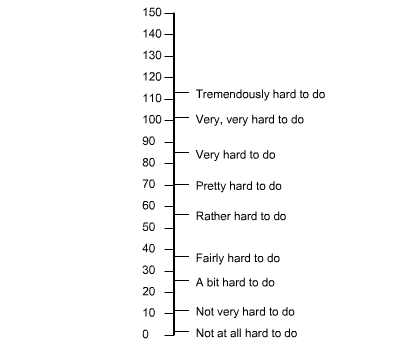 150
140
130
120
110
Tremendously hard to do
100
Very, very hard to do
90
Very hard to do
80
70
Pretty hard to do
60
Rather hard to do
50
40
Fairly hard to do
30
A bit hard to do
20
10
Not very hard to do
0
Not at all hard to do